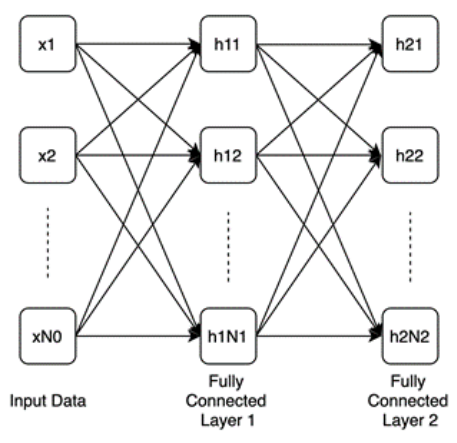 x1
h11
h21
x2
h12
h22
xN0
h1N1
h2N2
Input Data
Fully
Connected
Layer 1
Fully
Connected
Layer 2